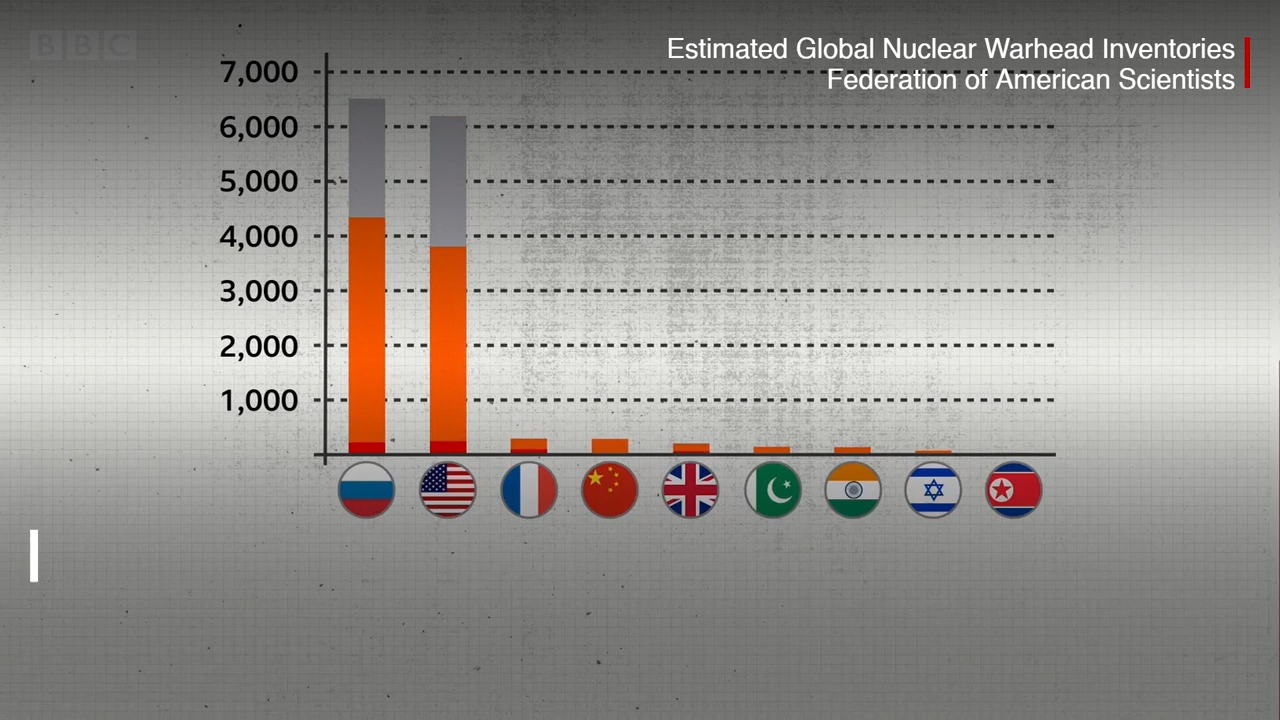 BBC
Estimated Global Nuclear Warhead Inventories
Federation of American Scientists
7,000
6,000
5,000
4,000
3,000
2,000
1,000